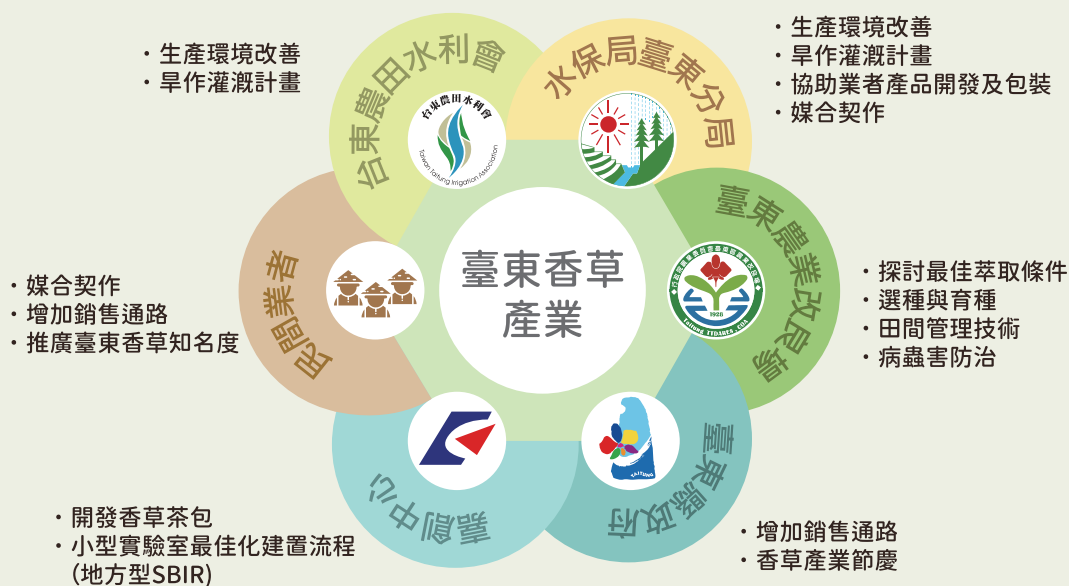 臺東香草
產業
台東農田水利會
台東農田水利會
Taiwan Taitung Irrigation Association
・生產環境改善
・旱作灌溉計畫
水保局臺東分局
・生產環境改善
・旱作灌溉計畫
・協助業者產品開發及包裝
・媒合契作
臺東農業改良場
1928
Taitung TTDARES, COA
・探討最佳萃取條件
・選種與育種
・田間管理技術
・病蟲害防治
臺東縣政府
TAITUNG
・增加銷售通路
・香草產業節慶
嘉創中心
・開發香草茶包
・小型實驗室最佳化建置流程
(地方型SBIR)
民間業者
・媒合契作
・增加銷售通路
・推廣臺東香草知名度